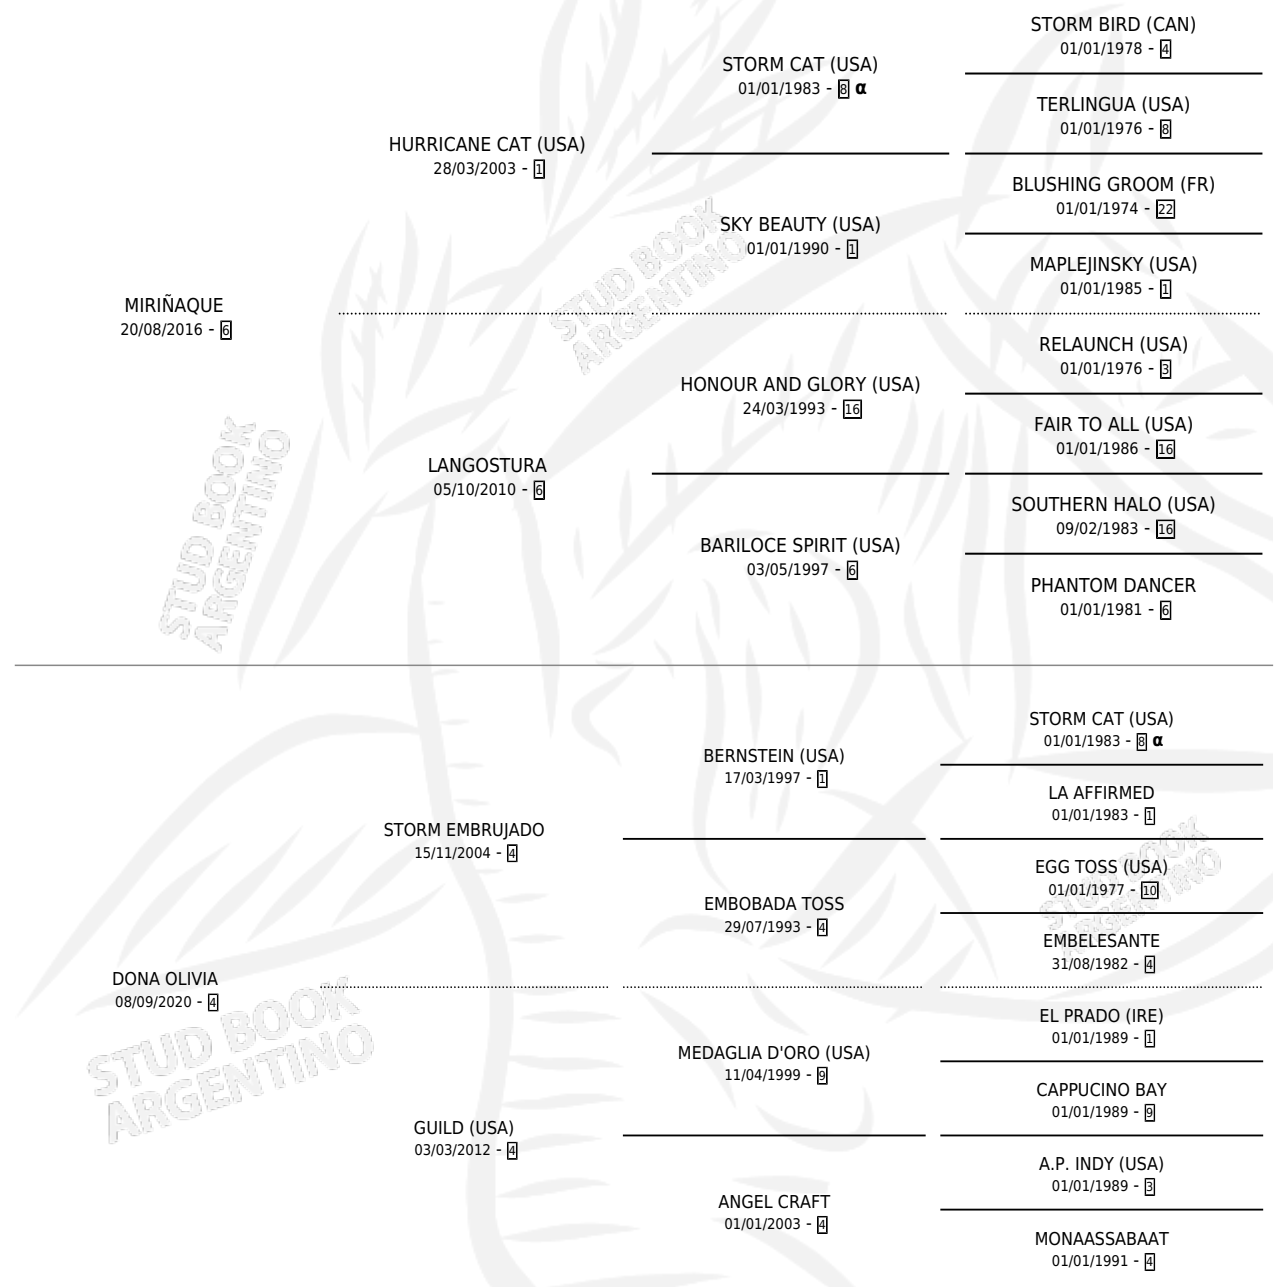 STORM BIRD (CAN)
01/01/1978 - 4
STORM CAT (USA)
01/01/1983 - 8 α
TERLINGUA (USA)
01/01/1976 - 8
HURRICANE CAT (USA)
28/03/2003 - 1
BLUSHING GROOM (FR)
01/01/1974 - 22
SKY BEAUTY (USA)
01/01/1990 - 1
MAPLEJINSKY (USA)
01/01/1985 - 1
MIRIÑAQUE
20/08/2016 - 6
RELAUNCH (USA)
01/01/1976 - 3
HONOUR AND GLORY (USA)
24/03/1993 - 16
FAIR TO ALL (USA)
01/01/1986 - 16
LANGOSTURA
05/10/2010 - 6
SOUTHERN HALO (USA)
09/02/1983 - 16
BARILOCE SPIRIT (USA)
03/05/1997 - 6
PHANTOM DANCER
01/01/1981 - 6
STUD BOOK
ARGENTINO
STUD BOOK
ARGENTINO
STORM CAT (USA)
01/01/1983 - 8 α
BERNSTEIN (USA)
17/03/1997 - 1
LA AFFIRMED
01/01/1983 - 1
STORM EMBRUJADO
15/11/2004 - 4
EGG TOSS (USA)
01/01/1977 - 10
EMBOBADA TOSS
29/07/1993 - 4
EMBELESANTE
31/08/1982 - 4
DONA OLIVIA
08/09/2020 - 4
EL PRADO (IRE)
01/01/1989 - 1
MEDAGLIA D'ORO (USA)
11/04/1999 - 9
CAPPUCINO BAY
01/01/1989 - 9
GUILD (USA)
03/03/2012 - 4
A.P. INDY (USA)
01/01/1989 - 3
ANGEL CRAFT
01/01/2003 - 4
MONAASSABAAT
01/01/1991 - 4
STUD BOOK
ARGENTINO
STUD BOOK
ARGENTINO